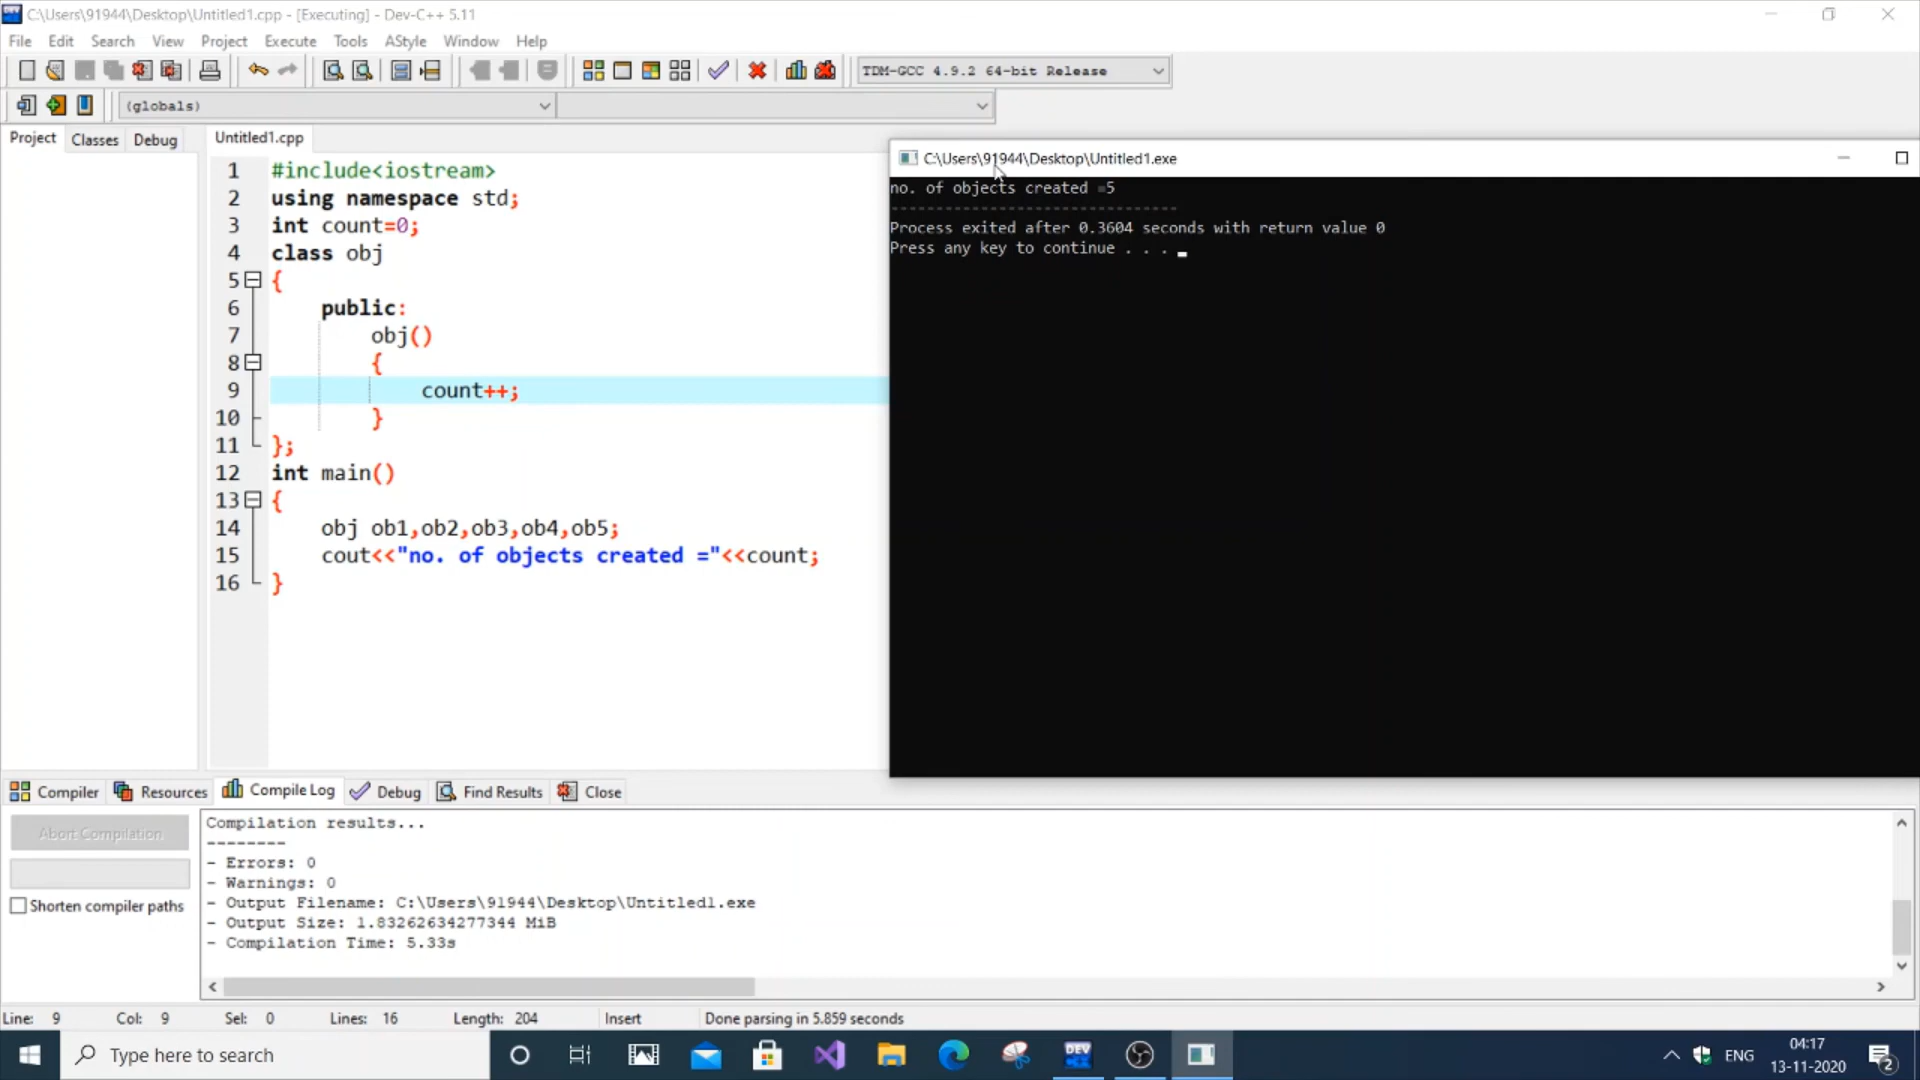 C:\Users\91944\Desktop\Untitled1.cpp - [Executing] - Dev-C++ 5.11
File Edit Search View Project Execute Tools AStyle Window Help
TDM-GCC 4.9.2 64-bit Release
(globals)
Project Classes Debug Untitled1.cpp
1 #include<iostream>
2 using namespace std;
3 int count=0;
4 class obj
5 {
6 public:
7 obj()
8 {
9 count++;
10 }
11 };
12 int main()
13 {
14 obj ob1,ob2,ob3,ob4,ob5;
15 cout<<"no. of objects created ="<<count;
16 }
C:\Users\91944\Desktop\Untitled1.exe
no. of objects created =5
--------------------------------
Process exited after 0.3604 seconds with return value 0
Press any key to continue . . .
Compiler Resources Compile Log Debug Find Results Close
Abort Compilation
Shorten compiler paths
Compilation results...
--------
- Errors: 0
- Warnings: 0
- Output Filename: C:\Users\91944\Desktop\Untitled1.exe
- Output Size: 1.83262634277344 MiB
- Compilation Time: 5.33s
Line: 9 Col: 9 Sel: 0 Lines: 16 Length: 204 Insert Done parsing in 5.859 seconds
Type here to search
DEV
ENG
04:17
13-11-2020
2